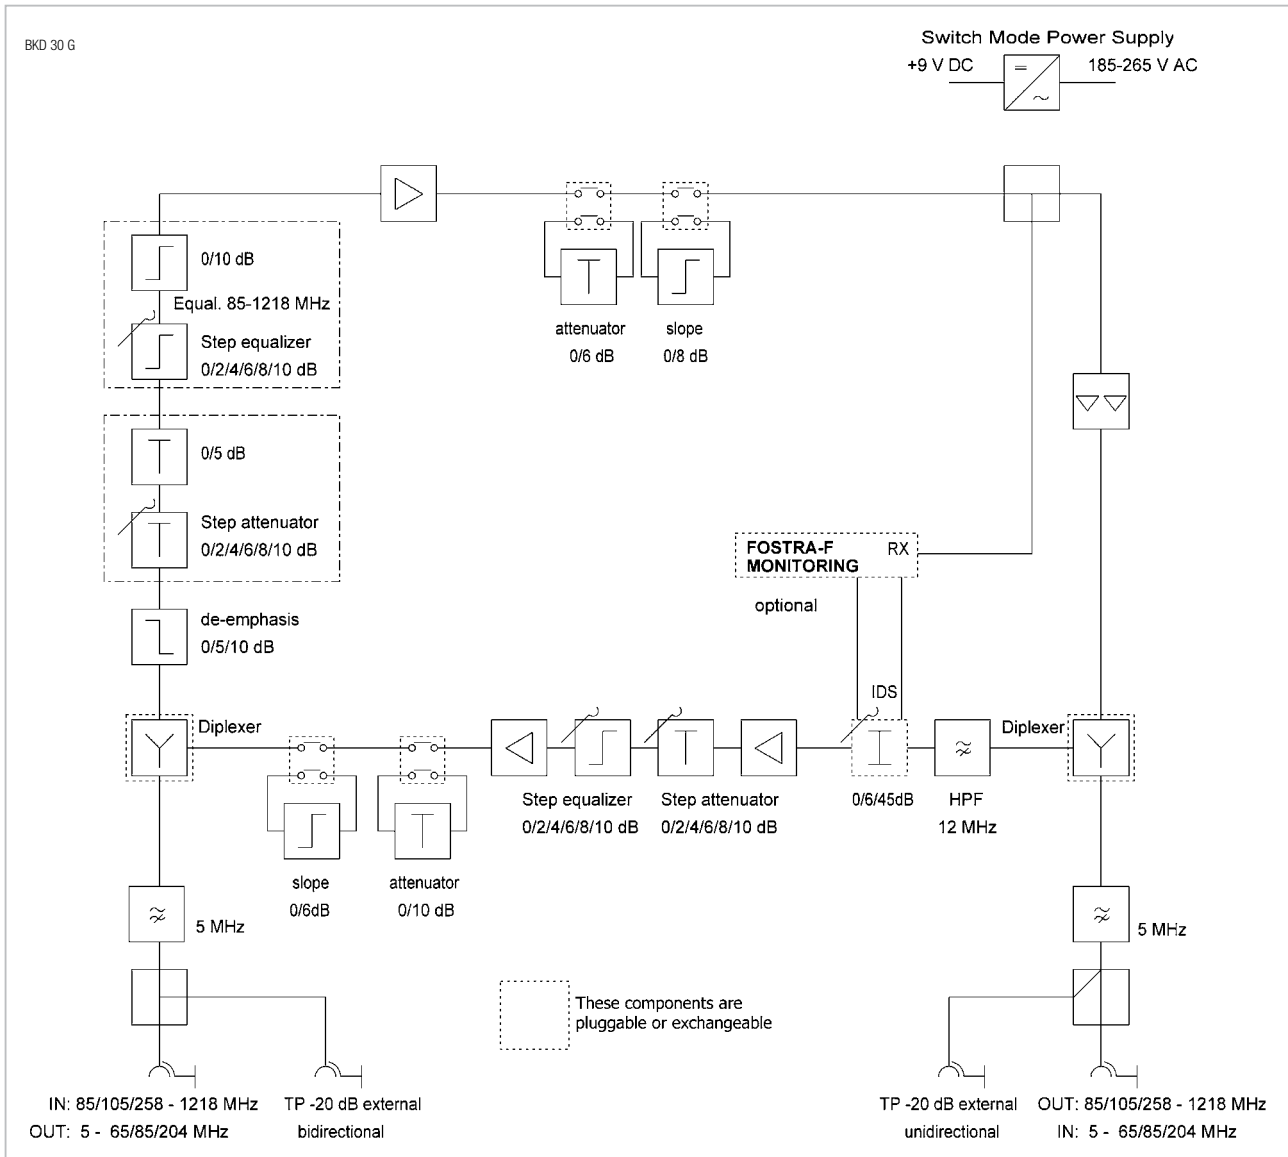 BKD 30 G
Switch Mode Power Supply
+9 V DC
185-265 V AC
=
~
0/10 dB
Equal. 85-1218 MHz
Step equalizer
0/2/4/6/8/10 dB
attenuator
0/6 dB
slope
0/8 dB
0/5 dB
Step attenuator
0/2/4/6/8/10 dB
FOSTRA-F
MONITORING
RX
optional
de-emphasis
0/5/10 dB
IDS
Diplexer
Diplexer
Step equalizer
0/2/4/6/8/10 dB
Step attenuator
0/2/4/6/8/10 dB
0/6/45dB
HPF
12 MHz
slope
0/6dB
attenuator
0/10 dB
5 MHz
5 MHz
These components are
pluggable or exchangeable
IN: 85/105/258 - 1218 MHz
OUT: 5 - 65/85/204 MHz
TP -20 dB external
bidirectional
TP -20 dB external
unidirectional
OUT: 85/105/258 - 1218 MHz
IN: 5 - 65/85/204 MHz